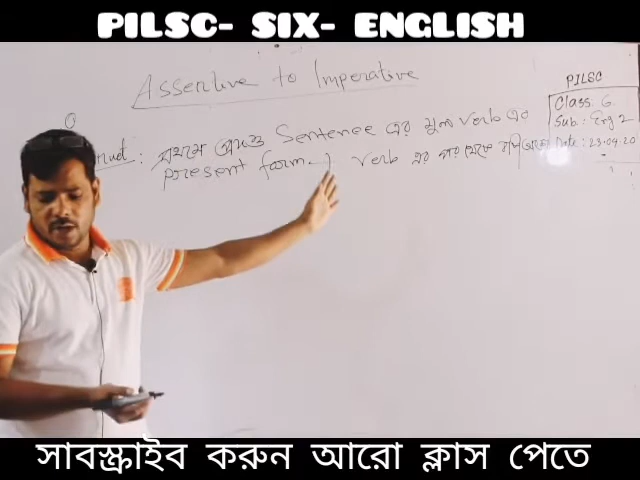 PILSC- SIX- ENGLISH
Assertive to Imperative
PILSC
Class: 6
Sub: Eng 2
Date: 23.04.20
প্রথমে প্রদত্ত Sentence এর মূল verb এর
present form. + verb এর পর থেকে বাকি অংশ
সাবস্ক্রাইব করুন আরো ক্লাস পেতে